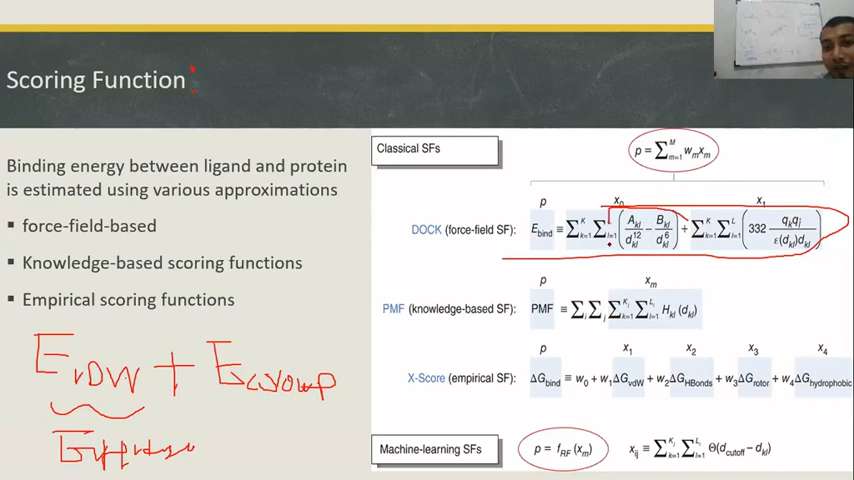 Scoring Function :
Binding energy between ligand and protein
is estimated using various approximations
▪ force-field-based
▪ Knowledge-based scoring functions
▪ Empirical scoring functions
E_VDW +
Classical SFs
p = ∑_{m=1}^{M} w_m x_m
p x_0 x_1
DOCK (force-field SF): E_bind ≡ ∑_{k=1}^{K} ∑_{l=1}^{L} (A_kl / d_kl^12 − B_kl / d_kl^6) + ∑_{k=1}^{K} ∑_{l=1}^{L} (332 q_k q_l / ε(d_kl)d_kl)
p x_m
PMF (knowledge-based SF): PMF ≡ ∑_i ∑_j ∑_{k=1}^{K_j} ∑_{l=1}^{L_i} H_kl (d_kl)
p x_1 x_2 x_3 x_4
X-Score (empirical SF): ΔG_bind ≡ w_0 + w_1ΔG_vdW + w_2ΔG_HBonds + w_3ΔG_rotor + w_4ΔG_hydrophobic
Machine-learning SFs
p = f_RF (x_m) x_ij ≡ ∑_{k=1}^{K_j} ∑_{l=1}^{L_i} Θ(d_cutoff − d_kl)